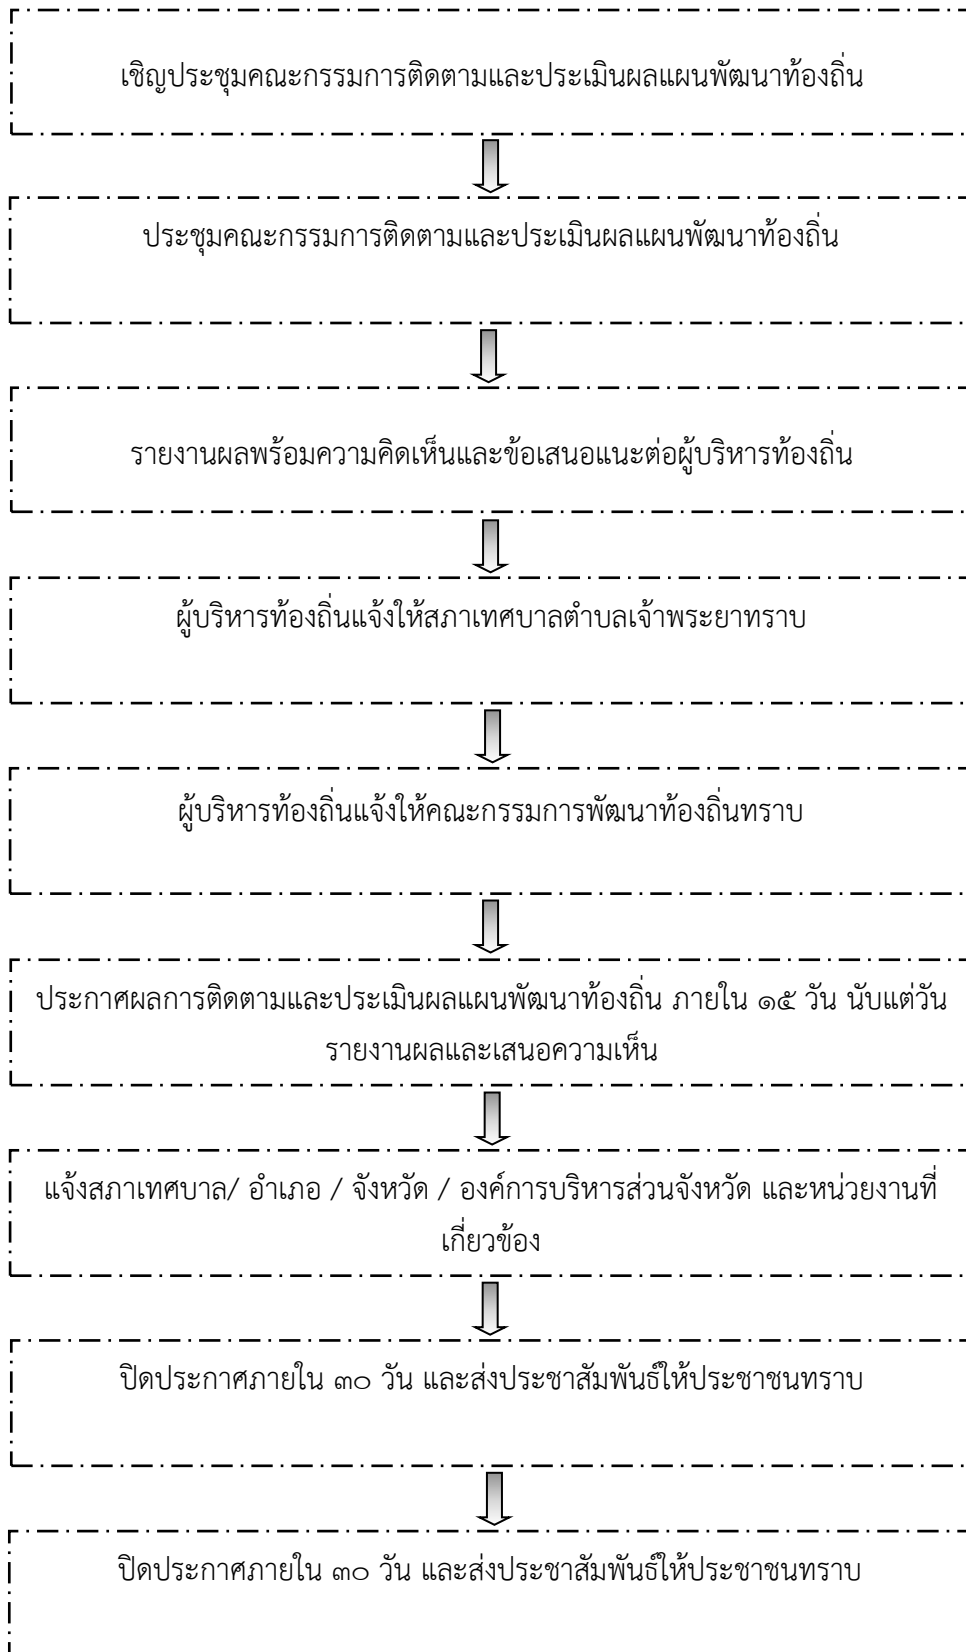 เชิญประชุมคณะกรรมการติดตามและประเมินผลแผนพัฒนาท้องถิ่น
ประชุมคณะกรรมการติดตามและประเมินผลแผนพัฒนาท้องถิ่น
รายงานผลพร้อมความคิดเห็นและข้อเสนอแนะต่อผู้บริหารท้องถิ่น
ผู้บริหารท้องถิ่นแจ้งให้สภาเทศบาลตำบลเจ้าพระยาทราบ
ผู้บริหารท้องถิ่นแจ้งให้คณะกรรมการพัฒนาท้องถิ่นทราบ
ประกาศผลการติดตามและประเมินผลแผนพัฒนาท้องถิ่น ภายใน ๑๕ วัน นับแต่วัน
รายงานผลและเสนอความเห็น
แจ้งสภาเทศบาล/ อำเภอ / จังหวัด / องค์การบริหารส่วนจังหวัด และหน่วยงานที่
เกี่ยวข้อง
ปิดประกาศภายใน ๓๐ วัน และส่งประชาสัมพันธ์ให้ประชาชนทราบ
ปิดประกาศภายใน ๓๐ วัน และส่งประชาสัมพันธ์ให้ประชาชนทราบ